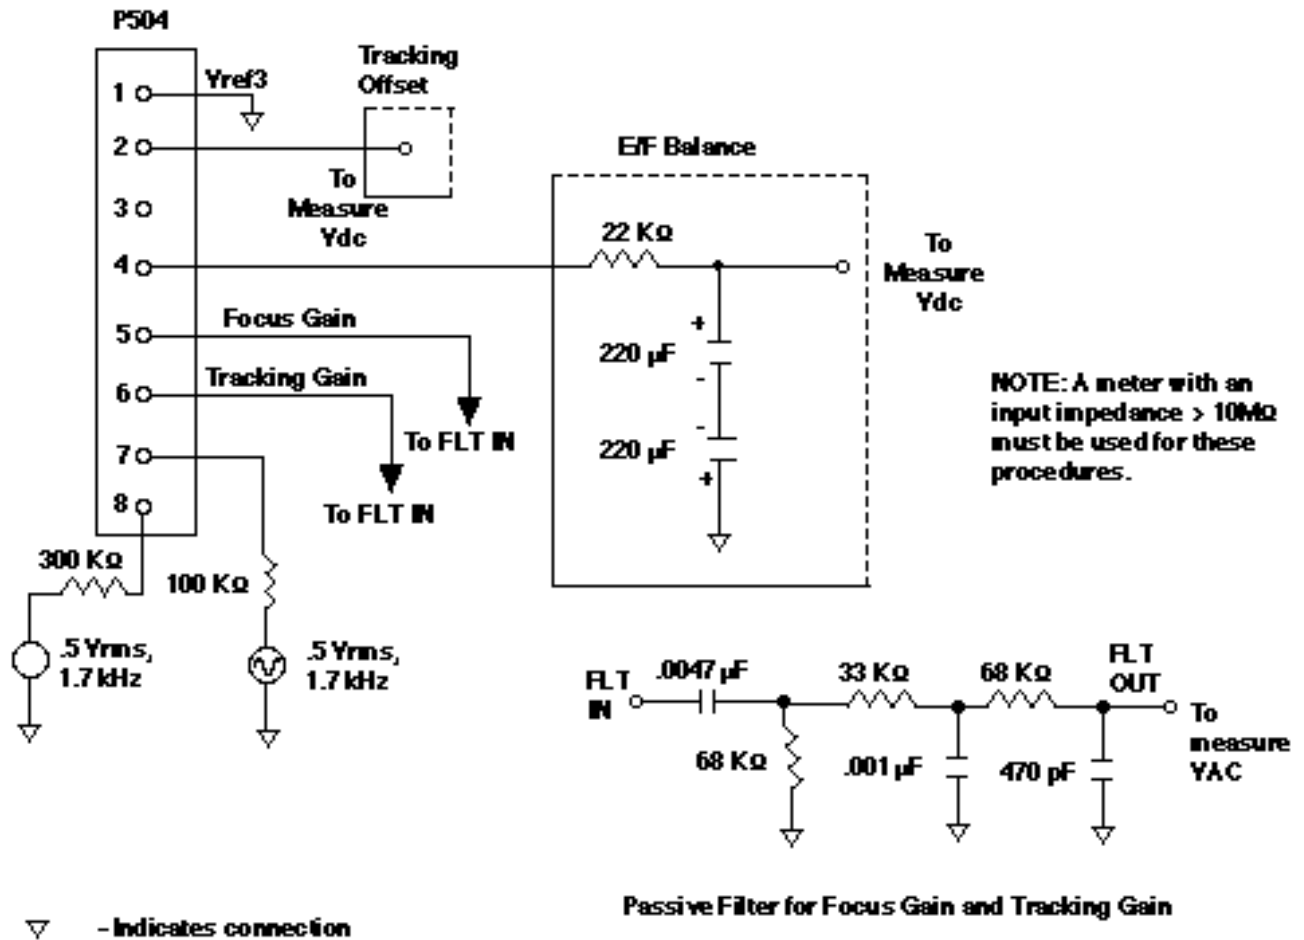 P504
1
Vref3
Tracking
Offset
2
To
Measure
Vdc
3
4
E/F Balance
22 KΩ
To
Measure
Vdc
+
220 µF
-
-
220 µF
+
5
Focus Gain
To FLT IN
6
Tracking Gain
To FLT IN
7
8
NOTE: A meter with an
input impedance > 10MΩ
must be used for these
procedures.
300 KΩ
100 KΩ
.5 Vrms,
1.7 kHz
.5 Vrms,
1.7 kHz
FLT
IN
.0047 µF
68 KΩ
33 KΩ
.001 µF
68 KΩ
470 pF
FLT
OUT
To
measure
VAC
Passive Filter for Focus Gain and Tracking Gain
- Indicates connection